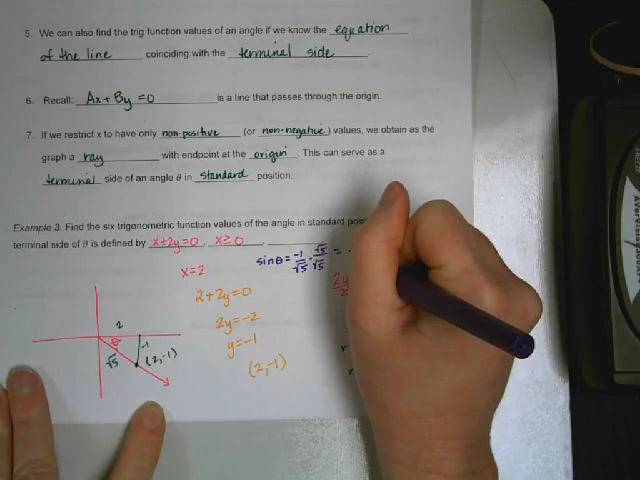 5. We can also find the trig function values of an angle if we know the equation
of the line coinciding with the terminal side.
6. Recall: Ax + By = 0 is a line that passes through the origin.
7. If we restrict x to have only non-positive (or non-negative) values, we obtain as the
graph a ray with endpoint at the origin. This can serve as a
terminal side of an angle θ in standard position.
Example 3. Find the six trigonometric function values of the angle in standard
terminal side of θ is defined by x+2y=0, x≥0,
sinθ = -1/√5 · √5/√5 =
x=2
2+2y=0
2y=-2
y=-1
(2,-1)
2
θ
-1
√5
(2,-1)